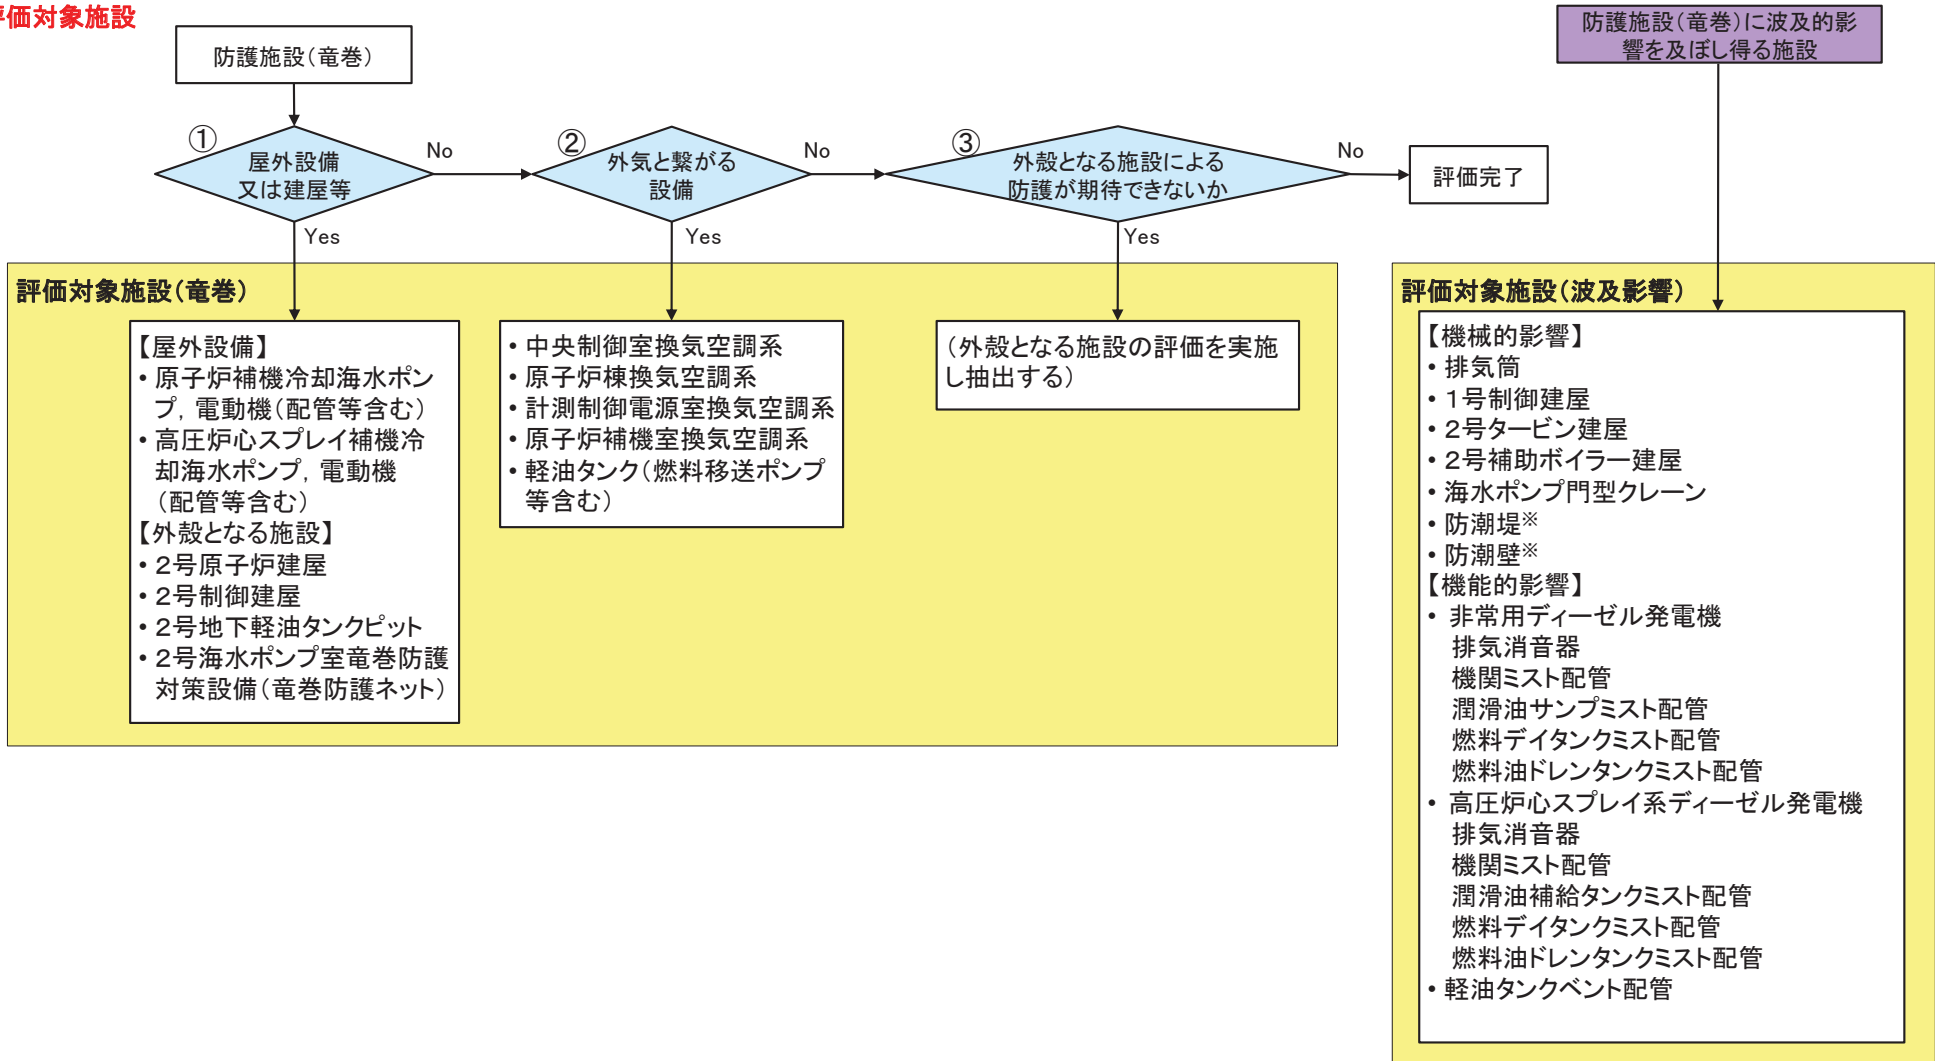 評価対象施設
防護施設(竜巻)
①
屋外設備
又は建屋等
No
Yes
②
外気と繋がる
設備
No
Yes
③
外殻となる施設による
防護が期待できないか
No
Yes
評価完了
防護施設(竜巻)に波及的影
響を及ぼし得る施設
評価対象施設(竜巻)
【屋外設備】
・原子炉補機冷却海水ポン
プ, 電動機(配管等含む)
・高圧炉心スプレイ補機冷
却海水ポンプ, 電動機
(配管等含む)
【外殻となる施設】
・2号原子炉建屋
・2号制御建屋
・2号地下軽油タンクピット
・2号海水ポンプ室竜巻防護
対策設備(竜巻防護ネット)
・中央制御室換気空調系
・原子炉棟換気空調系
・計測制御電源室換気空調系
・原子炉補機室換気空調系
・軽油タンク(燃料移送ポンプ
等含む)
(外殻となる施設の評価を実施
し抽出する)
評価対象施設(波及影響)
【機械的影響】
・排気筒
・1号制御建屋
・2号タービン建屋
・2号補助ボイラー建屋
・海水ポンプ門型クレーン
・防潮堤※
・防潮壁※
【機能的影響】
・非常用ディーゼル発電機
排気消音器
機関ミスト配管
潤滑油サンプミスト配管
燃料デイタンクミスト配管
燃料油ドレンタンクミスト配管
・高圧炉心スプレイ系ディーゼル発電機
排気消音器
機関ミスト配管
潤滑油補給タンクミスト配管
燃料デイタンクミスト配管
燃料油ドレンタンクミスト配管
・軽油タンクベント配管